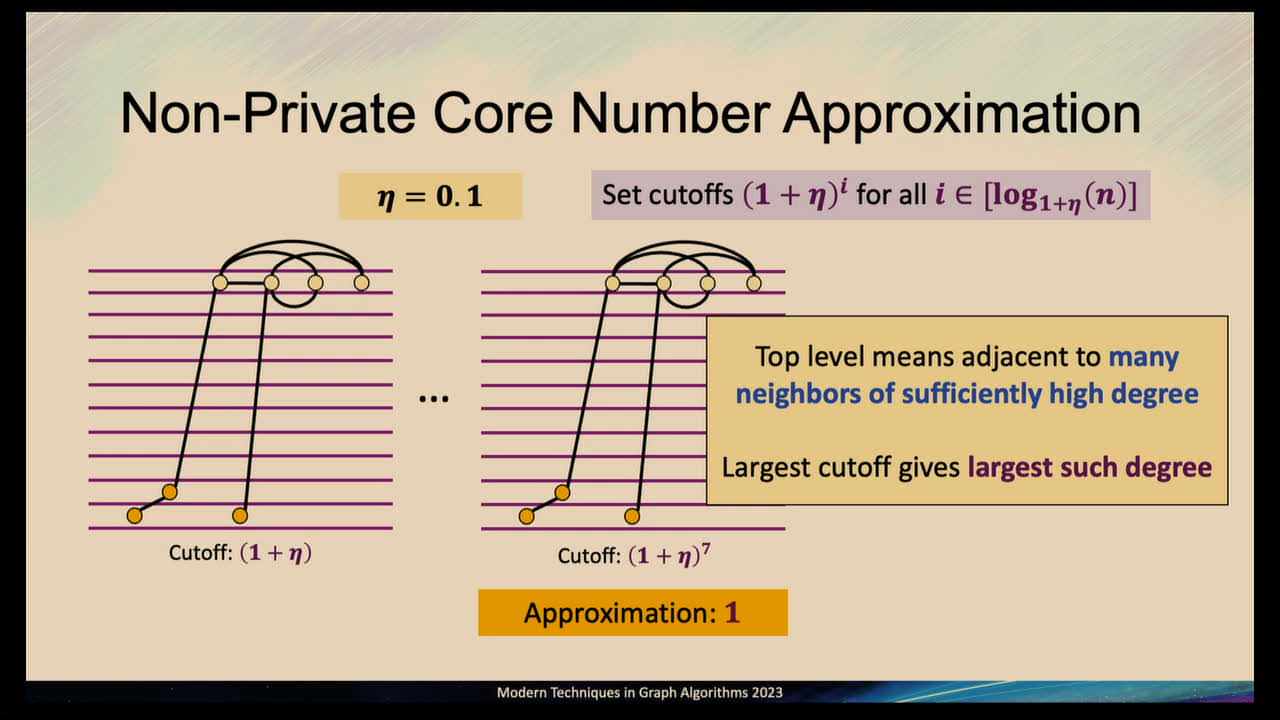 Non-Private Core Number Approximation
η = 0.1
Set cutoffs (1 + η)^i for all i ∈ [log_{1+η}(n)]
...
Top level means adjacent to many
neighbors of sufficiently high degree
Largest cutoff gives largest such degree
Cutoff: (1 + η)
Cutoff: (1 + η)^7
Approximation: 1
Modern Techniques in Graph Algorithms 2023